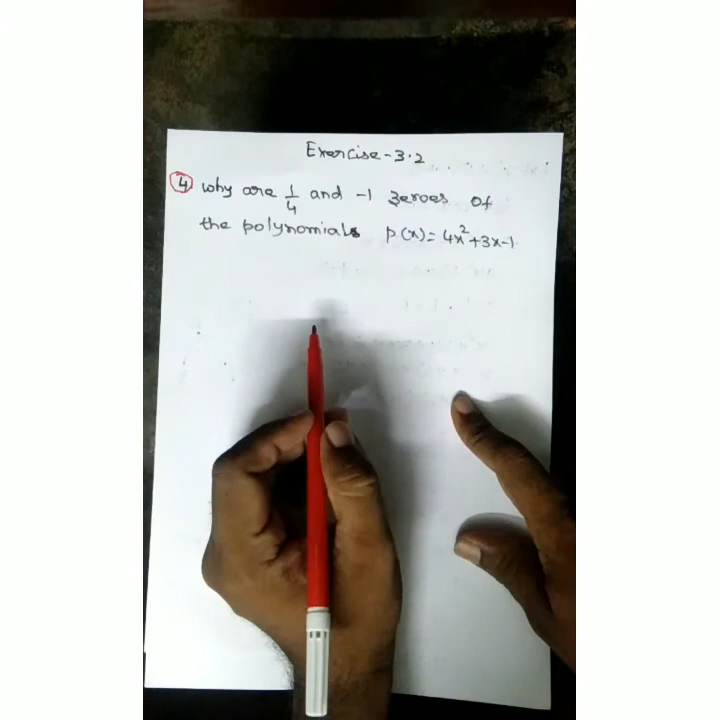 Exercise-3.2
4 why are 1/4 and -1 zeroes of
the polynomials p(x)= 4x²+3x-1